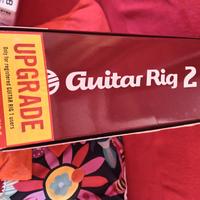 UPGRADE
Only for registered GUITAR RIG 1 users
Guitar Rig 2